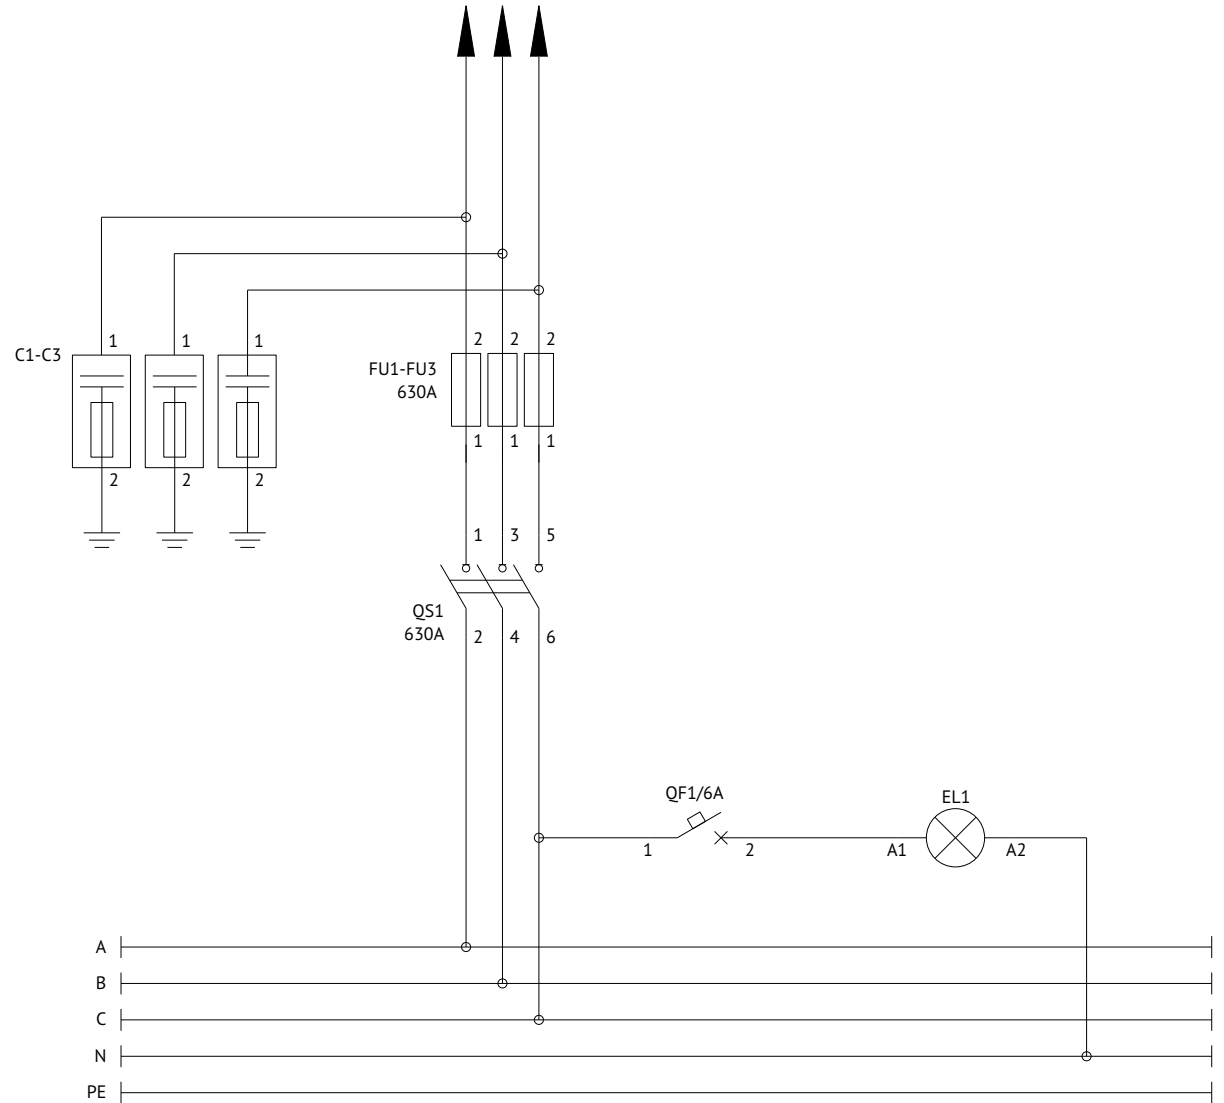 1 1 1
C1-C3
2 2 2
2 2 2
FU1-FU3
630A
1 1 1
1 3 5
QS1
630A
2 4 6
QF1/6A
1 2
EL1
A1 A2
A
B
C
N
PE